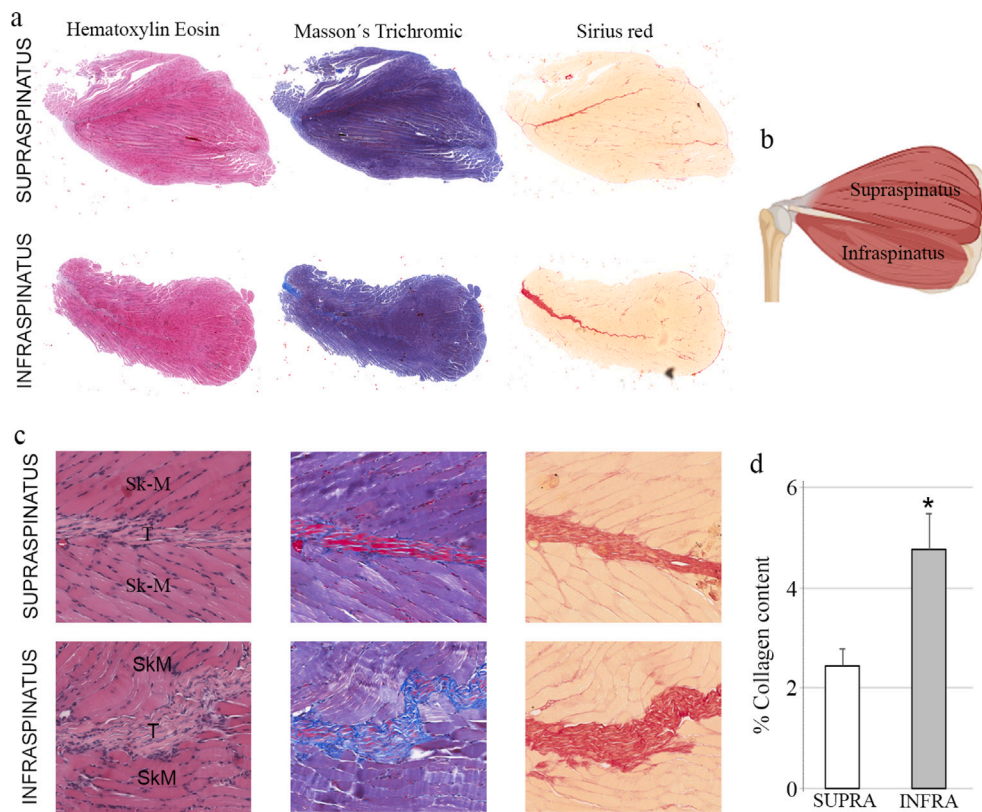 a
Hematoxylin Eosin
Masson´s Trichromic
Sirius red
SUPRASPINATUS
INFRASPINATUS
b
Supraspinatus
Infraspinatus
c
SUPRASPINATUS
Sk-M
T
Sk-M
INFRASPINATUS
SkM
T
SkM
d
% Collagen content
6
4
2
0
*
SUPRA
INFRA